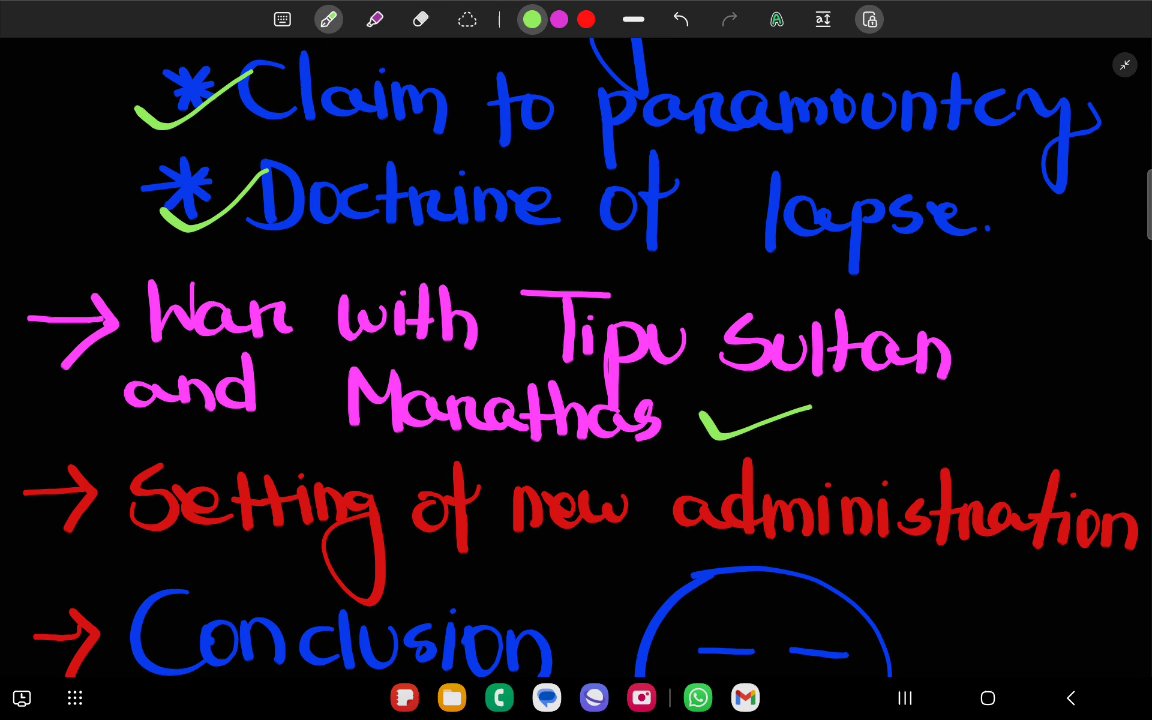 * Claim to paramountcy
* Doctrine of lapse.
→ War with Tipu Sultan
and Marathas ✓
→ Setting of new administration
→ Conclusion